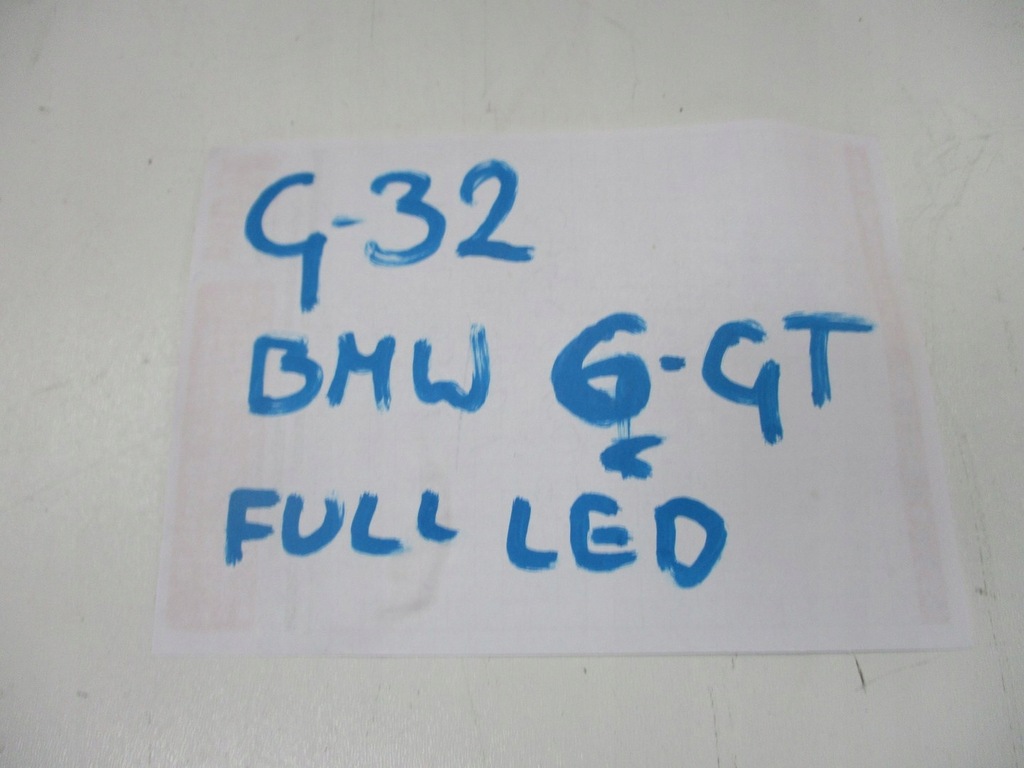 G-32
BMW 6-GT
FULL LED